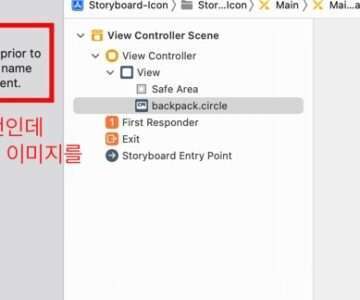 Storyboard-Icon 〉 Stor...Icon 〉 Main 〉 Mai...a
prior to
name
ent.
인데
이미지를
View Controller Scene
View Controller
View
Safe Area
backpack.circle
First Responder
Exit
Storyboard Entry Point